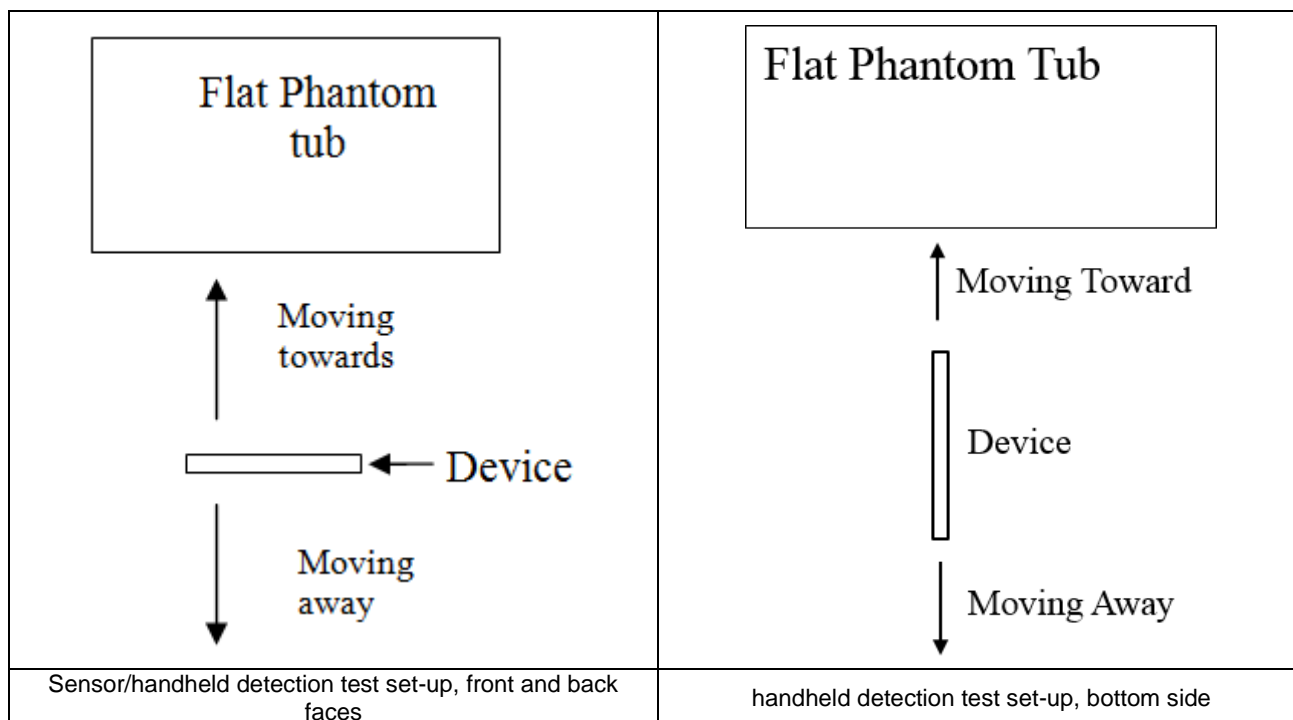 Flat Phantom
tub
Moving
towards
Device
Moving
away
Sensor/handheld detection test set-up, front and back
faces
Flat Phantom Tub
Moving Toward
Device
Moving Away
handheld detection test set-up, bottom side